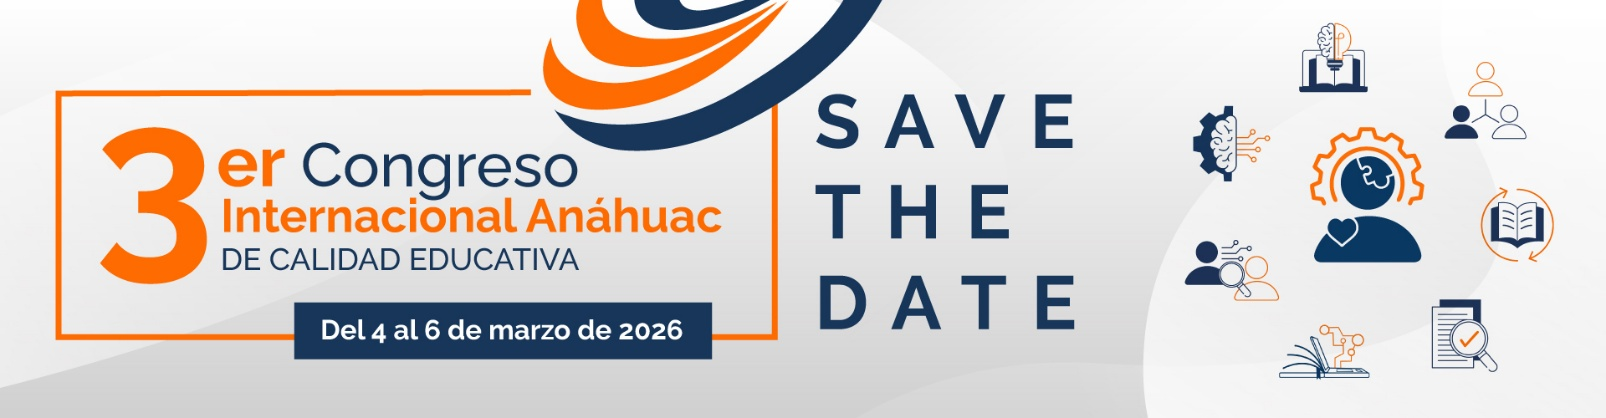 3er Congreso
Internacional Anáhuac
DE CALIDAD EDUCATIVA
Del 4 al 6 de marzo de 2026
SAVE
THE
DATE